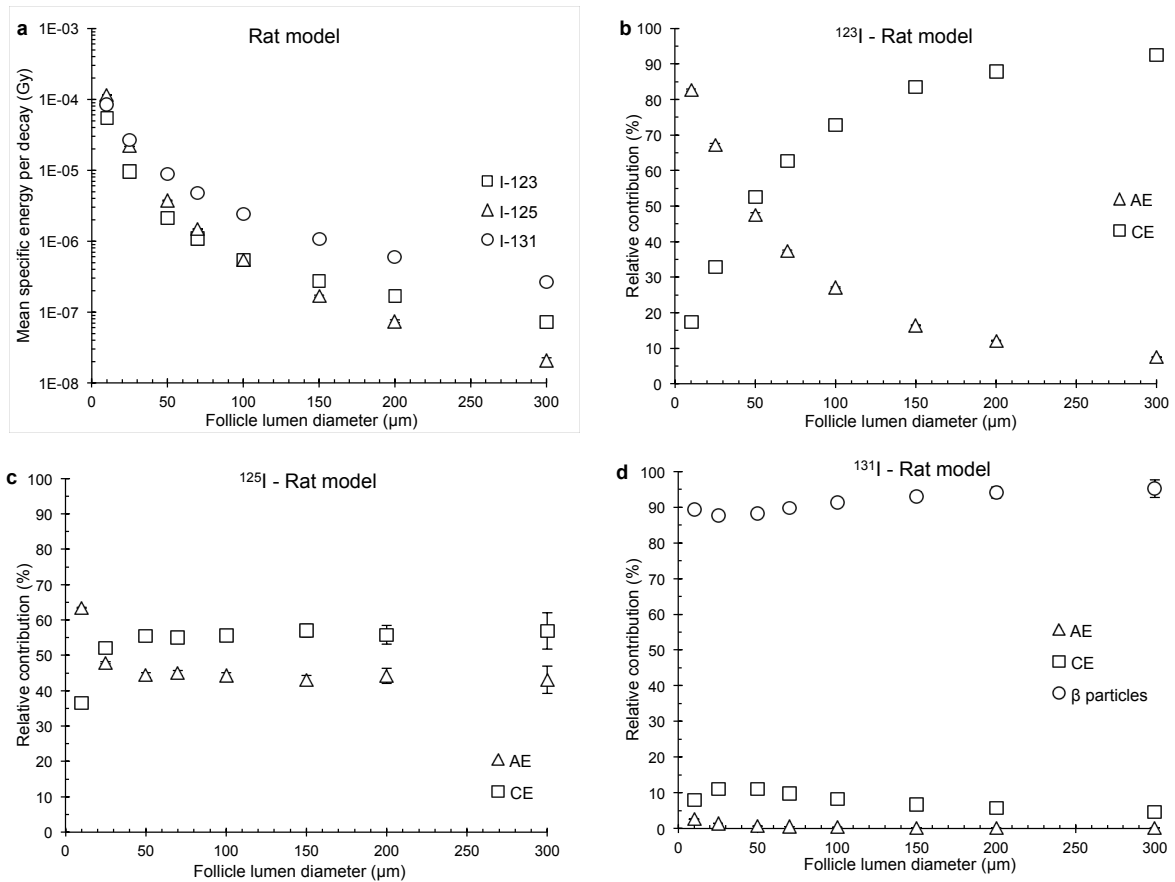 a
Rat model
Mean specific energy per decay (Gy)
1E-03
1E-04
1E-05
1E-06
1E-07
1E-08
I-123
I-125
I-131
0 50 100 150 200 250 300
Follicle lumen diameter (µm)
b
¹²³I - Rat model
Relative contribution (%)
100
90
80
70
60
50
40
30
20
10
0
AE
CE
0 50 100 150 200 250 300
Follicle lumen diameter (µm)
c
¹²⁵I - Rat model
Relative contribution (%)
100
90
80
70
60
50
40
30
20
10
0
AE
CE
0 50 100 150 200 250 300
Follicle lumen diameter (µm)
d
¹³¹I - Rat model
Relative contribution (%)
100
90
80
70
60
50
40
30
20
10
0
AE
CE
β particles
0 50 100 150 200 250 300
Follicle lumen diameter (µm)